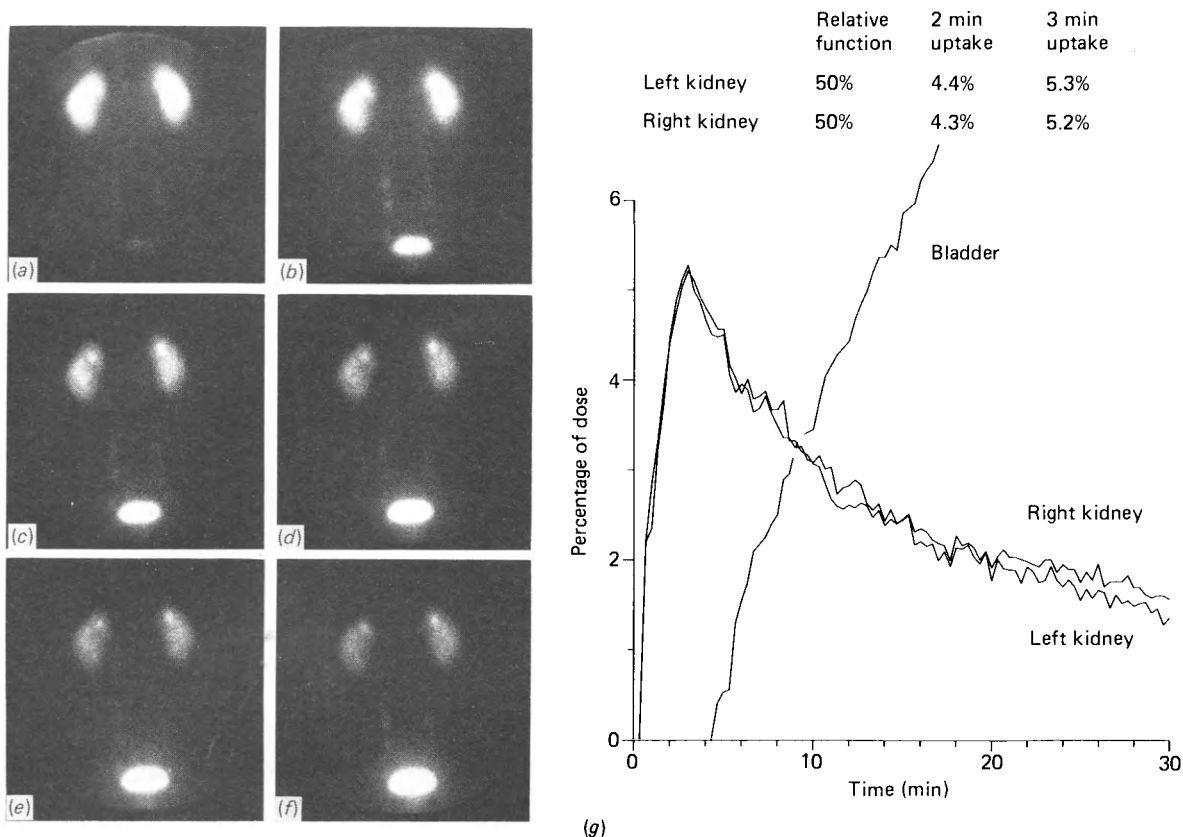 (a)
(b)
(c)
(d)
(e)
(f)
Relative function 2 min uptake 3 min uptake
Left kidney 50% 4.4% 5.3%
Right kidney 50% 4.3% 5.2%
6
4
2
0
Percentage of dose
Bladder
Right kidney
Left kidney
0 10 20 30
Time (min)
(g)